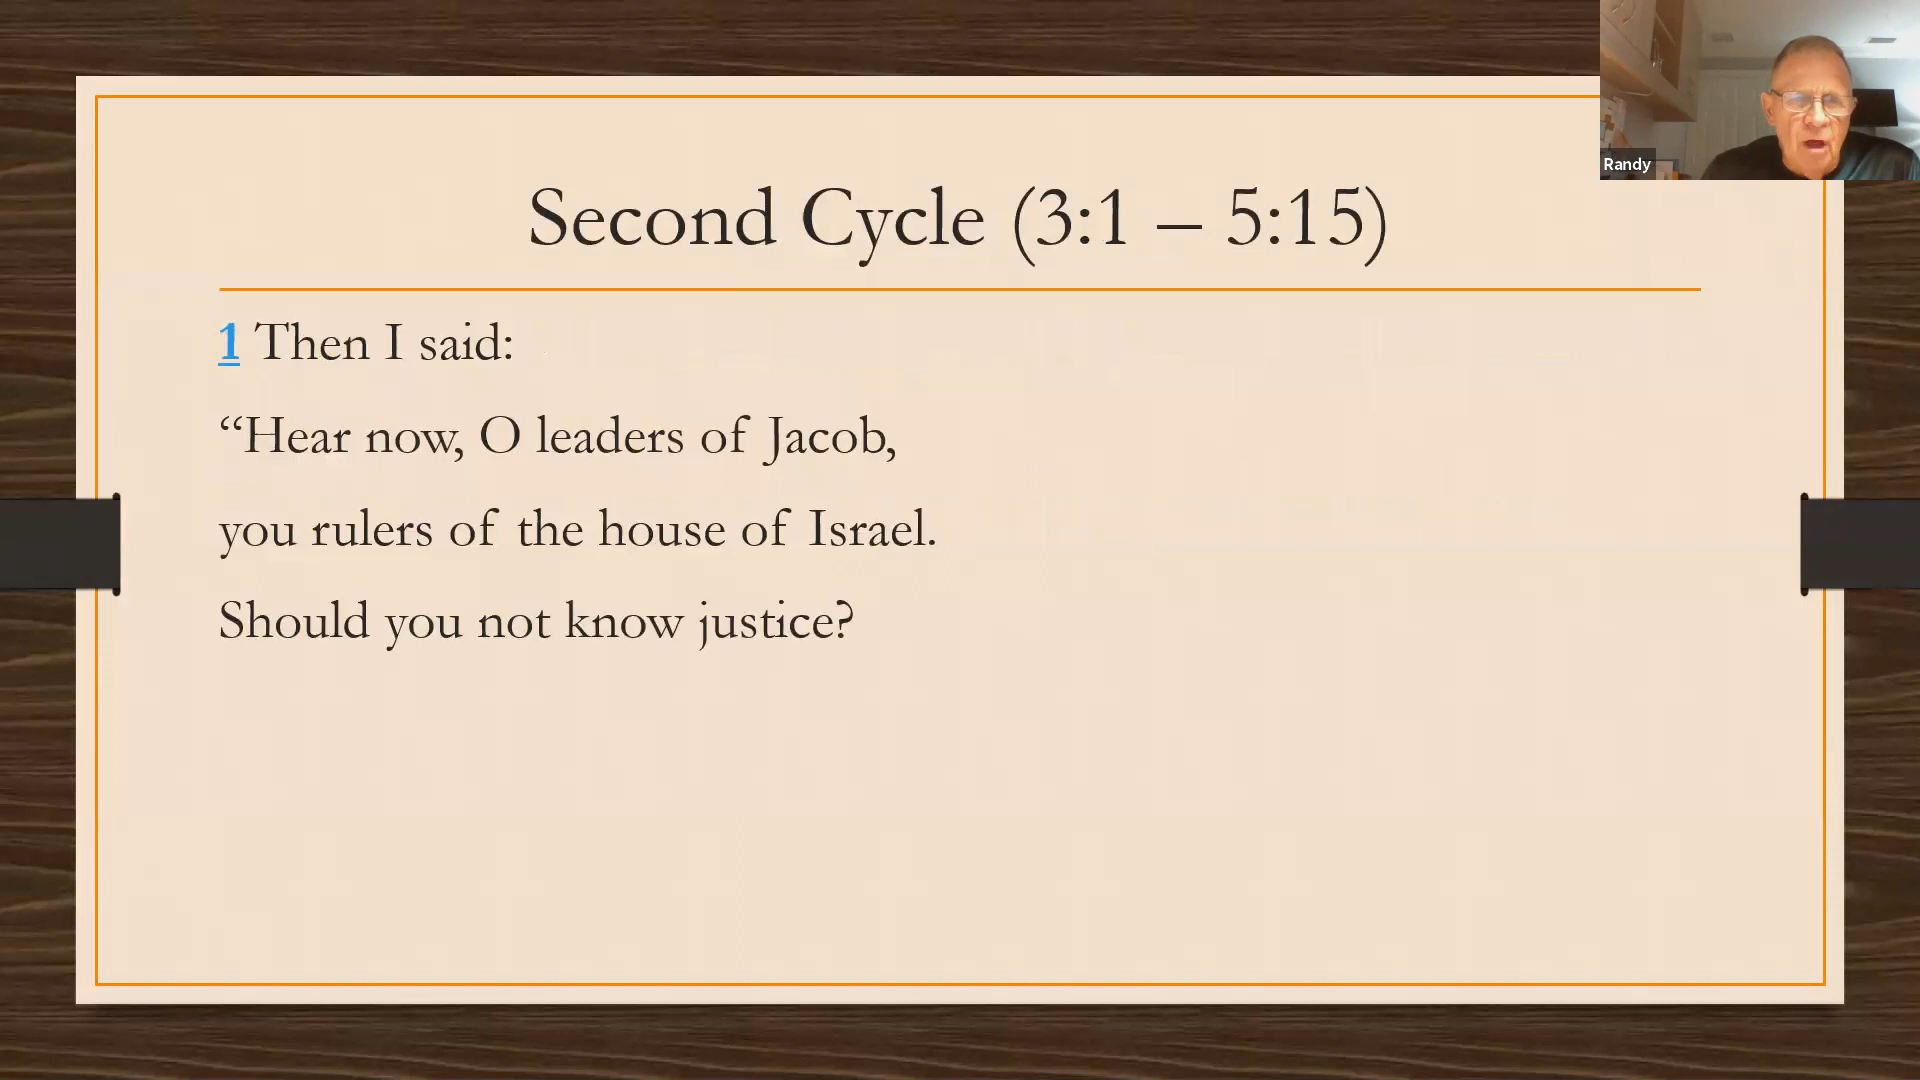 Second Cycle (3:1 – 5:15)
1 Then I said:
“Hear now, O leaders of Jacob,
you rulers of the house of Israel.
Should you not know justice?
Randy